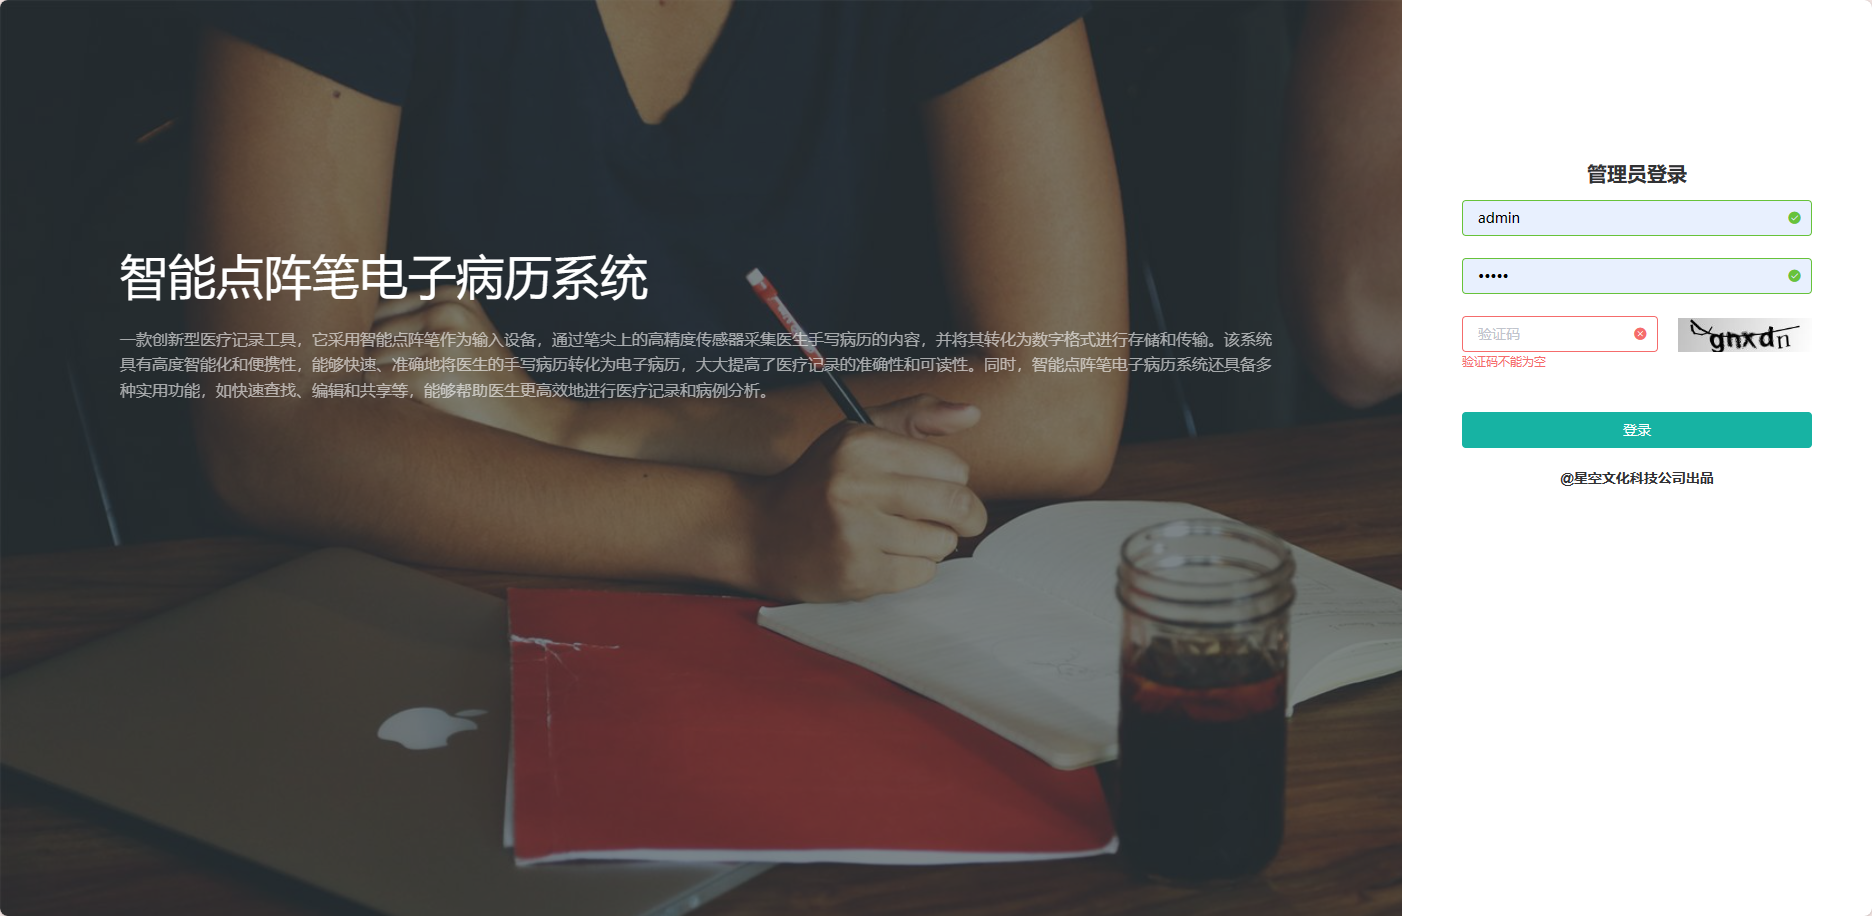 智能点阵笔电子病历系统
一款创新型医疗记录工具，它采用智能点阵笔作为输入设备，通过笔尖上的高精度传感器采集医生手写病历的内容，并将其转化为数字格式进行存储和传输。该系统
具有高度智能化和便携性，能够快速、准确地将医生的手写病历转化为电子病历，大大提高了医疗记录的准确性和可读性。同时，智能点阵笔电子病历系统还具备多
种实用功能，如快速查找、编辑和共享等，能够帮助医生更高效地进行医疗记录和病例分析。
管理员登录
admin
•••••
验证码
gnxdn
验证码不能为空
登录
@星空文化科技公司出品